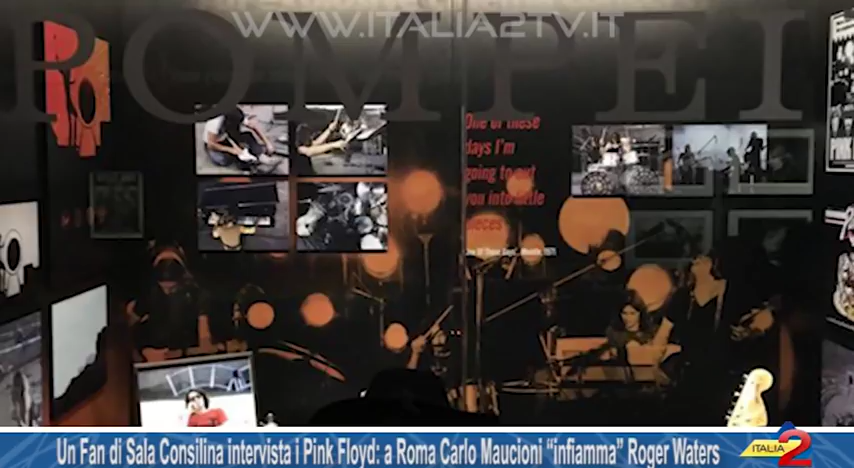 WWW.ITALIA2TV.IT
POMPEI
One of these
days I'm
going to cut
you into little
pieces
Un Fan di Sala Consilina intervista i Pink Floyd: a Roma Carlo Maucioni “infiamma” Roger Waters
ITALIA 2